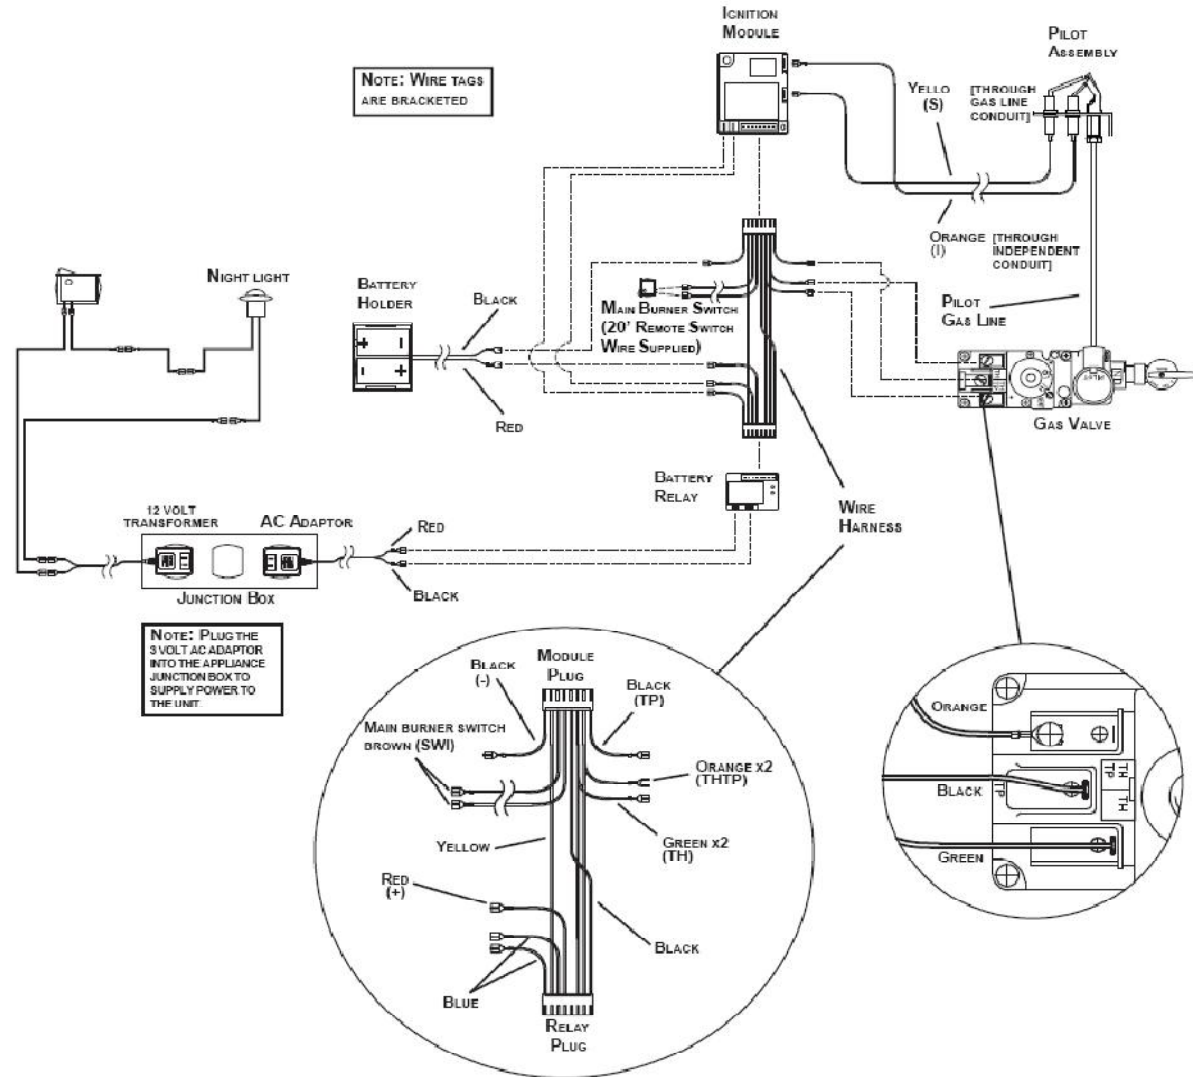 IGNITION
MODULE
PILOT
ASSEMBLY
NOTE: WIRE TAGS
ARE BRACKETED
YELLO
(S)
[THROUGH
GAS LINE
CONDUIT]
ORANGE
(I)
[THROUGH
INDEPENDENT
CONDUIT]
NIGHT LIGHT
BATTERY
HOLDER
BLACK
+ -
- +
RED
MAIN BURNER SWITCH
(20' REMOTE SWITCH
WIRE SUPPLIED)
PILOT
GAS LINE
GAS VALVE
BATTERY
RELAY
WIRE
HARNESS
12 VOLT
TRANSFORMER
AC ADAPTOR
RED
BLACK
JUNCTION BOX
NOTE: PLUG THE
3 VOLT AC ADAPTOR
INTO THE APPLIANCE
JUNCTION BOX TO
SUPPLY POWER TO
THE UNIT.
BLACK
(-)
MODULE
PLUG
BLACK
(TP)
MAIN BURNER SWITCH
BROWN (SWI)
ORANGE X2
(THTP)
YELLOW
GREEN X2
(TH)
RED
(+)
BLACK
BLUE
RELAY
PLUG
ORANGE
TH
TP
BLACK
TP
TH
GREEN